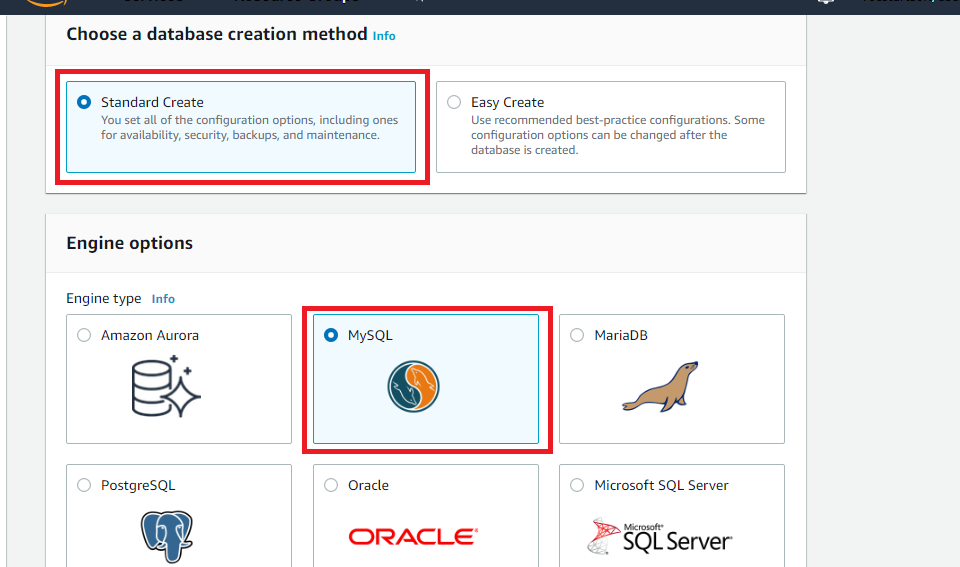 Choose a database creation method Info
Standard Create
You set all of the configuration options, including ones
for availability, security, backups, and maintenance.
Easy Create
Use recommended best-practice configurations. Some
configuration options can be changed after the
database is created.
Engine options
Engine type Info
Amazon Aurora
MySQL
MariaDB
PostgreSQL
Oracle
Microsoft SQL Server
ORACLE®
Microsoft®
SQL Server®